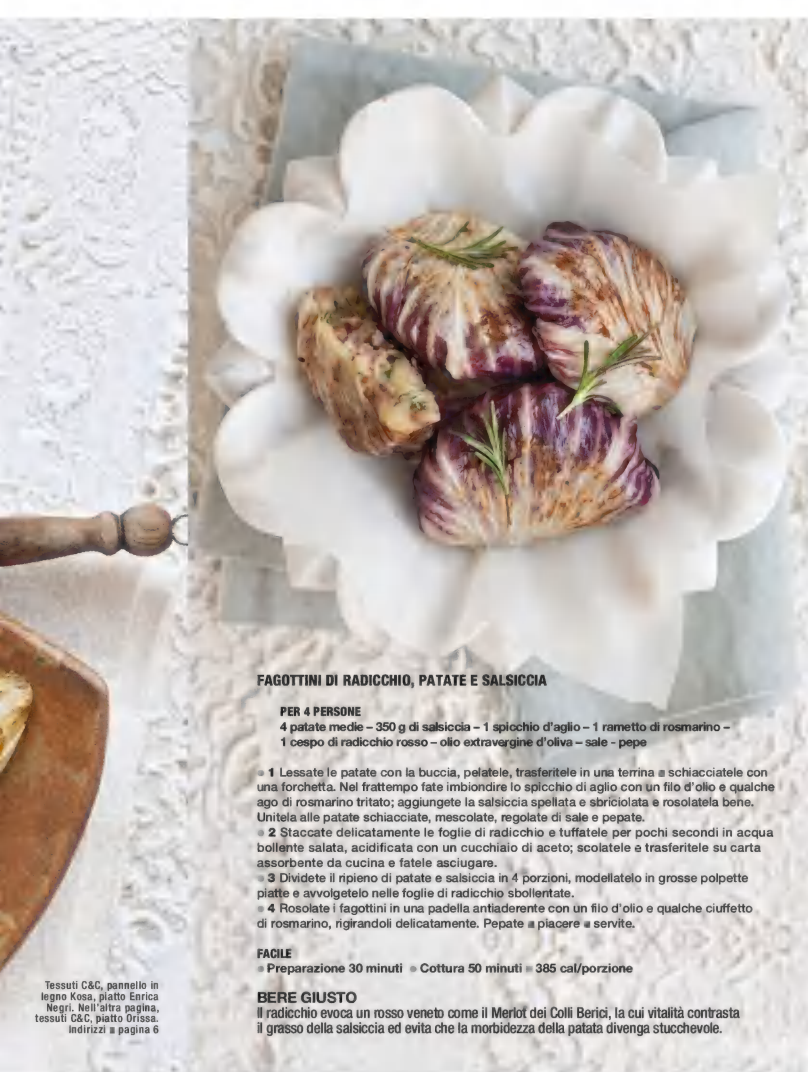 FAGOTTINI DI RADICCHIO, PATATE E SALSICCIA
PER 4 PERSONE
4 patate medie – 350 g di salsiccia – 1 spicchio d'aglio – 1 rametto di rosmarino –
1 cespo di radicchio rosso – olio extravergine d'oliva – sale - pepe
1 Lessate le patate con la buccia, pelatele, trasferitele in una terrina e schiacciatele con
una forchetta. Nel frattempo fate imbiondire lo spicchio di aglio con un filo d'olio e qualche
ago di rosmarino tritato; aggiungete la salsiccia spellata e sbriciolata e rosolatela bene.
Unitela alle patate schiacciate, mescolate, regolate di sale e pepate.
2 Staccate delicatamente le foglie di radicchio e tuffatele per pochi secondi in acqua
bollente salata, acidificata con un cucchiaio di aceto; scolatele e trasferitele su carta
assorbente da cucina e fatele asciugare.
3 Dividete il ripieno di patate e salsiccia in 4 porzioni, modellatelo in grosse polpette
piatte e avvolgetelo nelle foglie di radicchio sbollentate.
4 Rosolate i fagottini in una padella antiaderente con un filo d'olio e qualche ciuffetto
di rosmarino, rigirandoli delicatamente. Pepate a piacere e servite.
FACILE
Preparazione 30 minuti Cottura 50 minuti 385 cal/porzione
BERE GIUSTO
Il radicchio evoca un rosso veneto come il Merlot dei Colli Berici, la cui vitalità contrasta
il grasso della salsiccia ed evita che la morbidezza della patata divenga stucchevole.
Tessuti C&C, pannello in
legno Kosa, piatto Enrica
Negri. Nell'altra pagina,
tessuti C&C, piatto Orissa.
Indirizzi a pagina 6